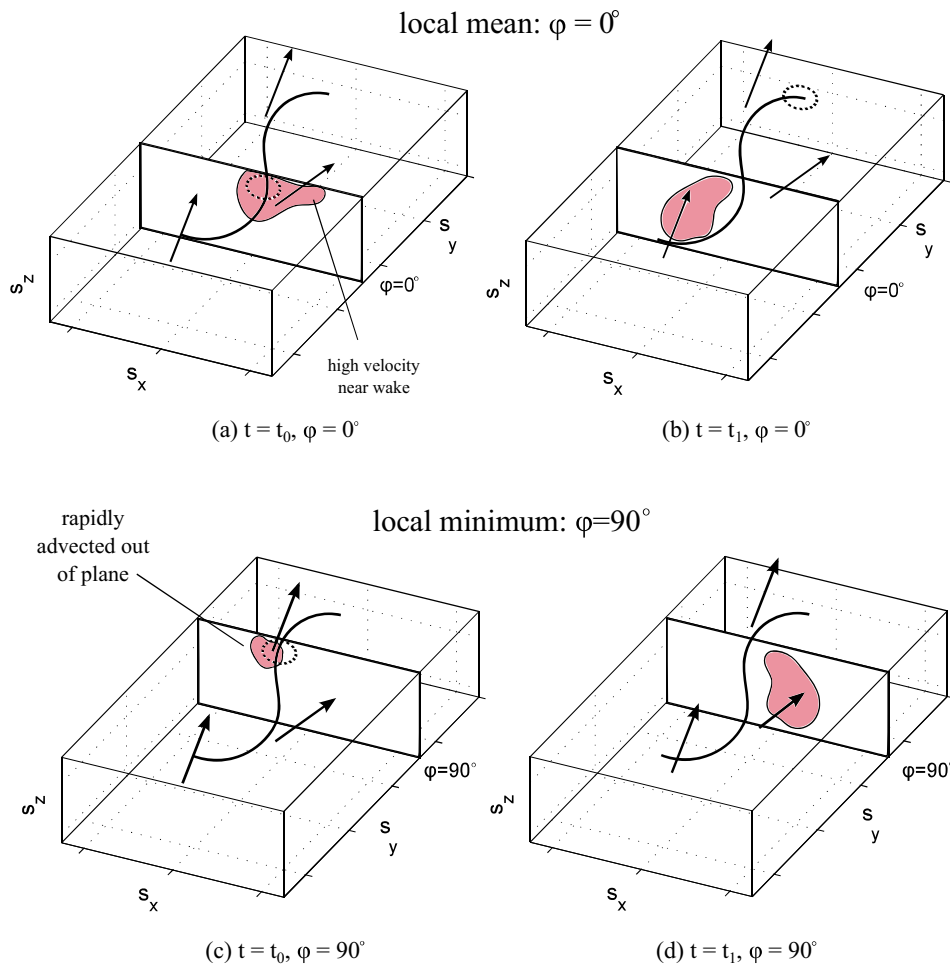 local mean: φ = 0°
s_z
s_x
s_y
φ=0°
high velocity
near wake
(a) t = t₀, φ = 0°
s_z
s_x
s_y
φ=0°
(b) t = t₁, φ = 0°
local minimum: φ=90°
rapidly
advected out
of plane
s_z
s_x
s_y
φ=90°
(c) t = t₀, φ = 90°
s_z
s_x
s_y
φ=90°
(d) t = t₁, φ = 90°